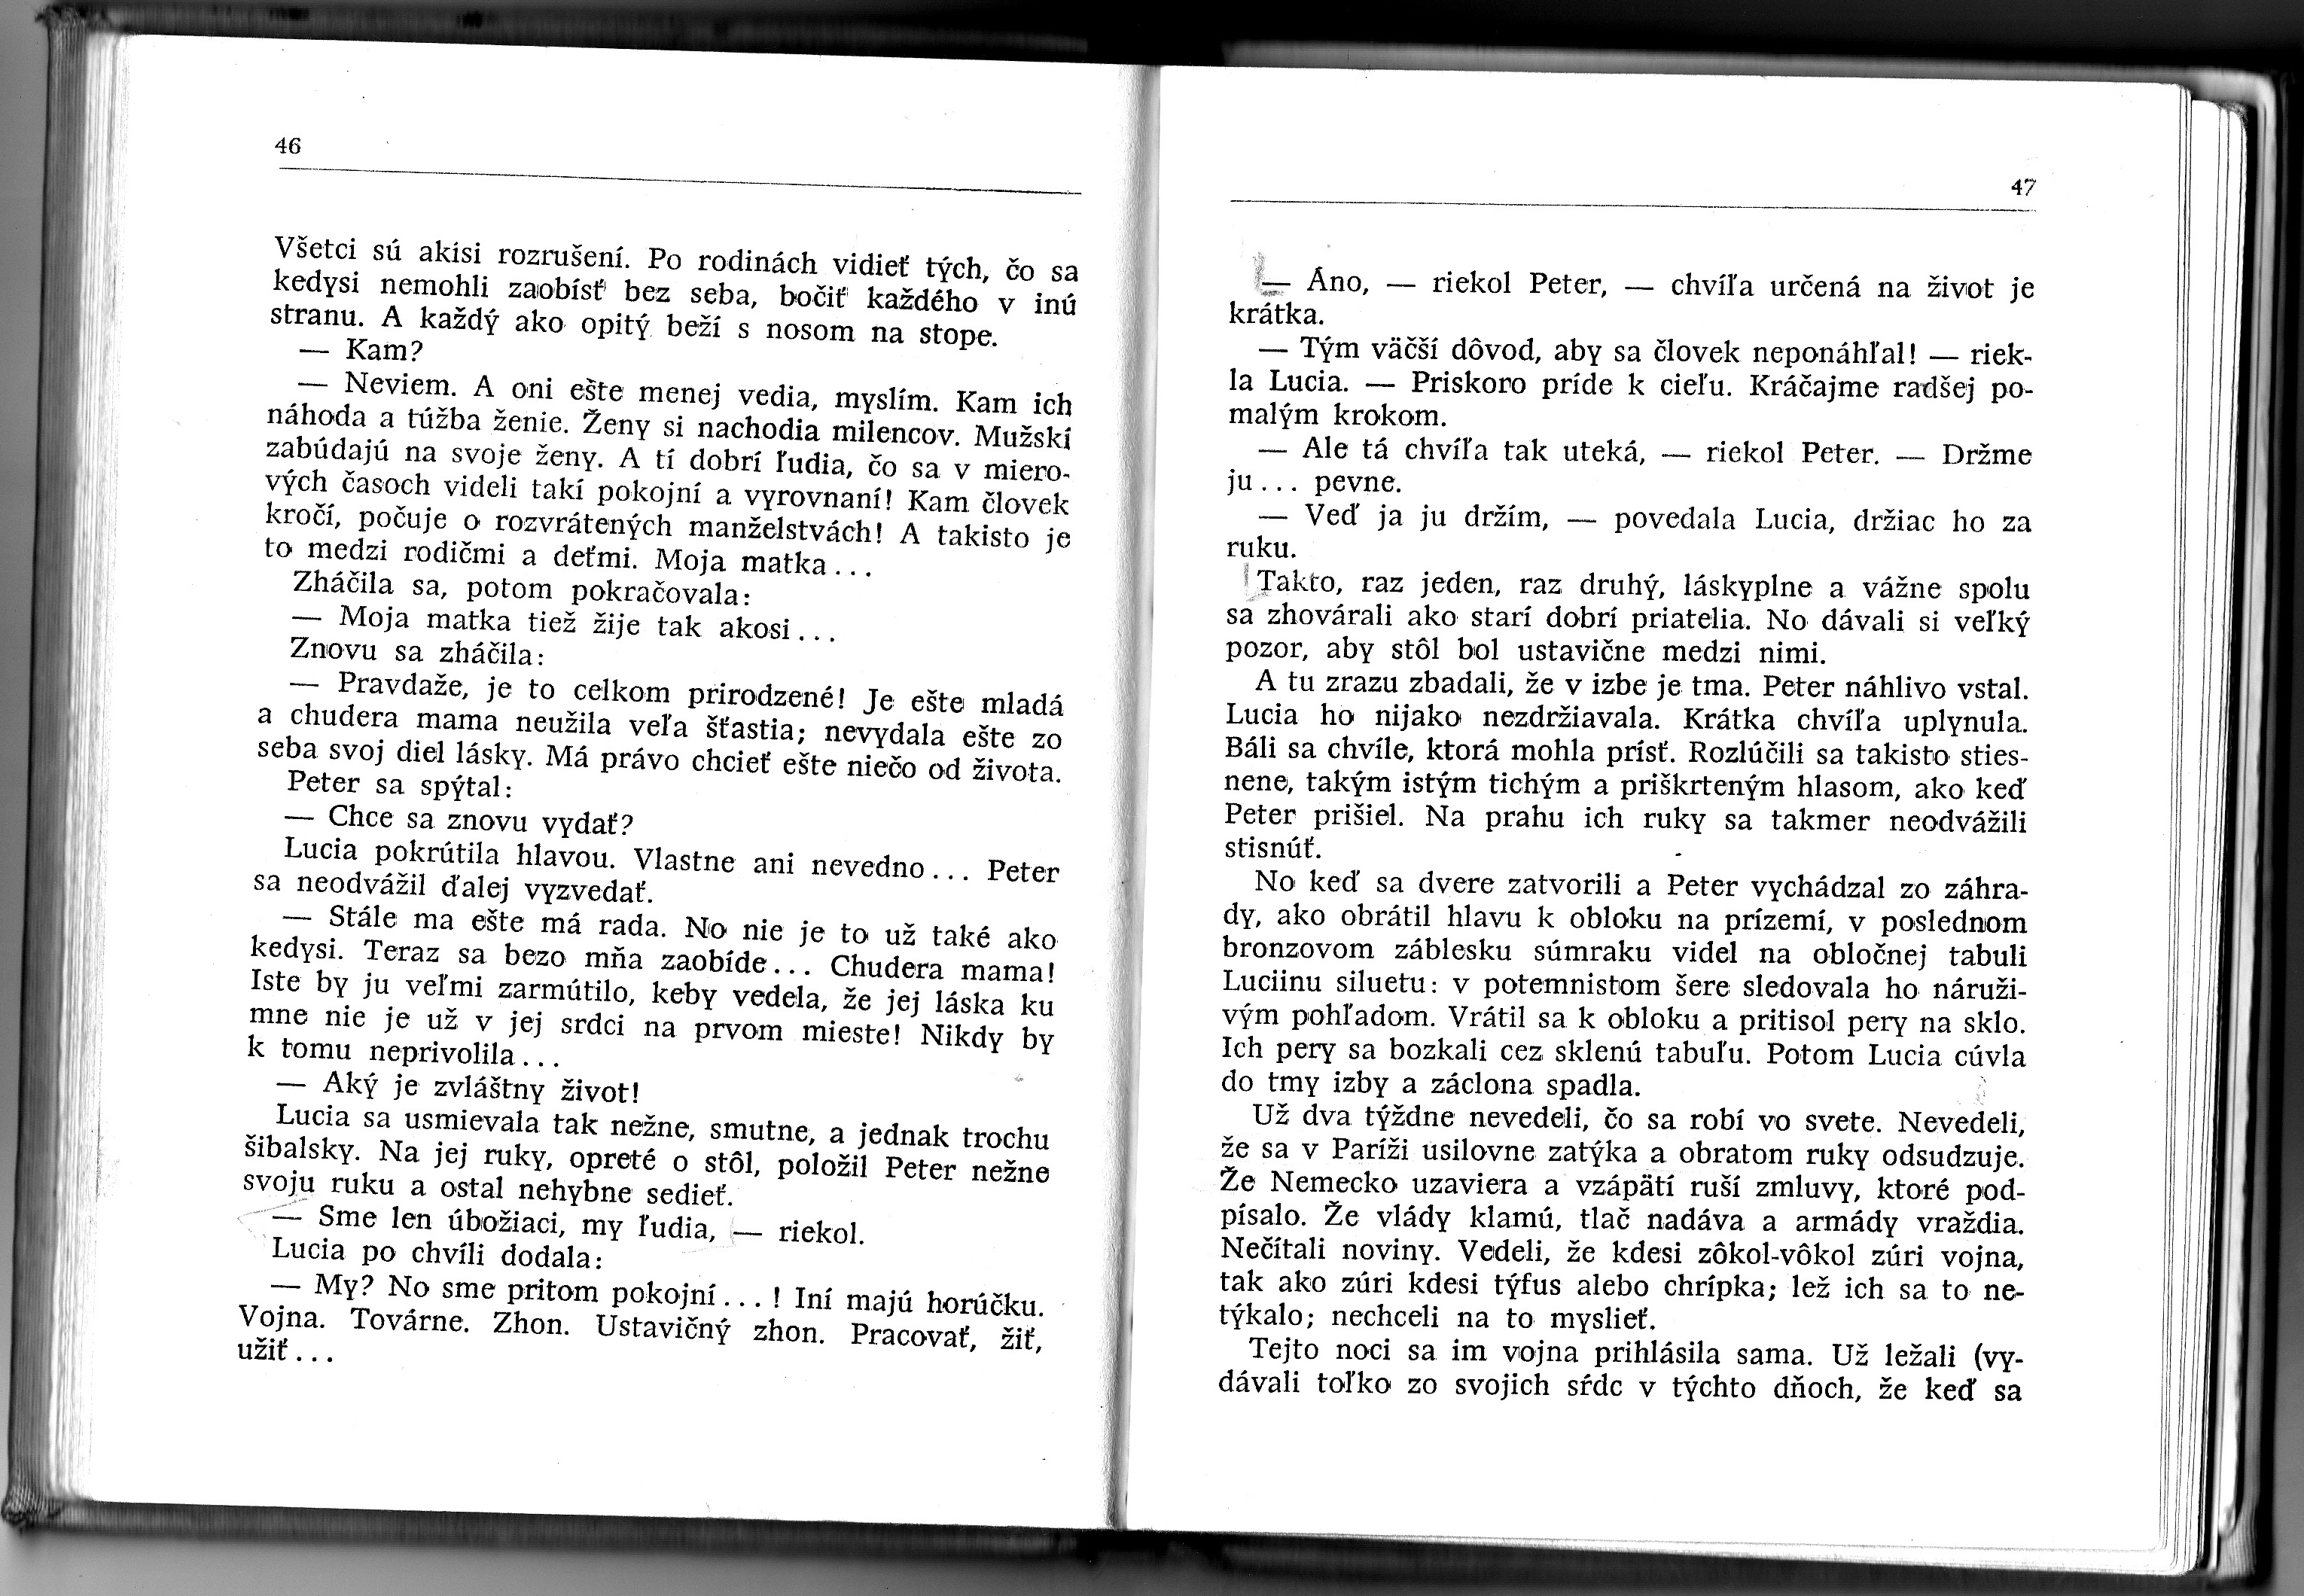 46
Všetci sú akísi rozrušení. Po rodinách vidieť tých, čo sa
kedysi nemohli zaobísť bez seba, bočiť každého v inú
stranu. A každý ako opitý beží s nosom na stope.
— Kam?
— Neviem. A oni ešte menej vedia, myslím. Kam ich
náhoda a túžba ženie. Ženy si nachodia milencov. Mužskí
zabúdajú na svoje ženy. A tí dobrí ľudia, čo sa v miero-
vých časoch videli takí pokojní a vyrovnaní! Kam človek
kročí, počuje o rozvrátených manželstvách! A takisto je
to medzi rodičmi a deťmi. Moja matka...
Zháčila sa, potom pokračovala:
— Moja matka tiež žije tak akosi...
Znovu sa zháčila:
— Pravdaže, je to celkom prirodzené! Je ešte mladá
a chudera mama neužila veľa šťastia; nevydala ešte zo
seba svoj diel lásky. Má právo chcieť ešte niečo od života.
Peter sa spýtal:
— Chce sa znovu vydať?
Lucia pokrútila hlavou. Vlastne ani nevedno... Peter
sa neodvážil ďalej vyzvedať.
— Stále ma ešte má rada. No nie je to už také ako
kedysi. Teraz sa bezo mňa zaobíde... Chudera mama!
Iste by ju veľmi zarmútilo, keby vedela, že jej láska ku
mne nie je už v jej srdci na prvom mieste! Nikdy by
k tomu neprivolila...
— Aký je zvláštny život!
Lucia sa usmievala tak nežne, smutne, a jednak trochu
šibalsky. Na jej ruky, opreté o stôl, položil Peter nežne
svoju ruku a ostal nehybne sedieť.
— Sme len úbožiaci, my ľudia, — riekol.
Lucia po chvíli dodala:
— My? No sme pritom pokojní...! Iní majú horúčku.
Vojna. Továrne. Zhon. Ustavičný zhon. Pracovať, žiť,
užiť...
47
— Áno, — riekol Peter, — chvíľa určená na život je
krátka.
— Tým väčší dôvod, aby sa človek neponáhľal! — riek-
la Lucia. — Priskoro príde k cieľu. Kráčajme radšej po-
malým krokom.
— Ale tá chvíľa tak uteká, — riekol Peter. — Držme
ju... pevne.
— Veď ja ju držím, — povedala Lucia, držiac ho za
ruku.
Takto, raz jeden, raz druhý, láskyplne a vážne spolu
sa zhovárali ako starí dobrí priatelia. No dávali si veľký
pozor, aby stôl bol ustavične medzi nimi.
A tu zrazu zbadali, že v izbe je tma. Peter náhlivo vstal.
Lucia ho nijako nezdržiavala. Krátka chvíľa uplynula.
Báli sa chvíle, ktorá mohla prísť. Rozlúčili sa takisto sties-
nene, takým istým tichým a priškrteným hlasom, ako keď
Peter prišiel. Na prahu ich ruky sa takmer neodvážili
stisnúť.
No keď sa dvere zatvorili a Peter vychádzal zo záhra-
dy, ako obrátil hlavu k obloku na prízemí, v poslednom
bronzovom záblesku súmraku videl na obločnej tabuli
Luciinu siluetu: v potemnistom šere sledovala ho náruži-
vým pohľadom. Vrátil sa k obloku a pritisol pery na sklo.
Ich pery sa bozkali cez sklenú tabuľu. Potom Lucia cúvla
do tmy izby a záclona spadla.
Už dva týždne nevedeli, čo sa robí vo svete. Nevedeli,
že sa v Paríži usilovne zatýka a obratom ruky odsudzuje.
Že Nemecko uzaviera a vzápätí ruší zmluvy, ktoré pod-
písalo. Že vlády klamú, tlač nadáva a armády vraždia.
Nečítali noviny. Vedeli, že kdesi zôkol-vôkol zúri vojna,
tak ako zúri kdesi týfus alebo chrípka; lež ich sa to ne-
týkalo; nechceli na to myslieť.
Tejto noci sa im vojna prihlásila sama. Už ležali (vy-
dávali toľko zo svojich sŕdc v týchto dňoch, že keď sa